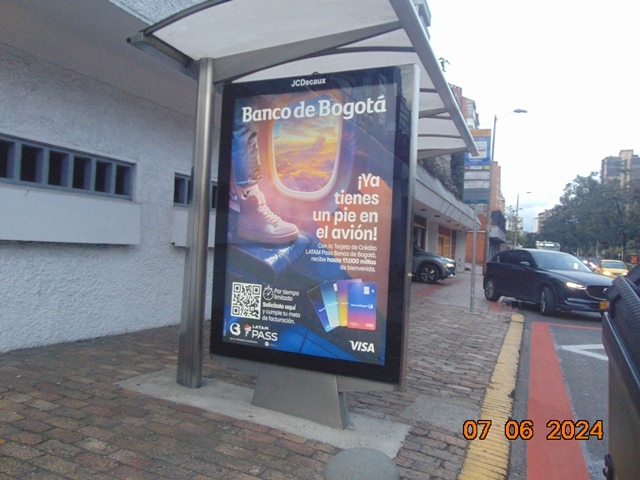 JCDecaux
Banco de Bogotá
¡Ya
tienes
un pie en
el avión!
Con la Tarjeta de Crédito
LATAM Pass Banco de Bogotá,
recibe hasta 17.000 millas
de bienvenida.
Por tiempo
limitado
Solicítala aquí
y cumple tu meta
de facturación.
LATAM
PASS
VISA
07 06 2024